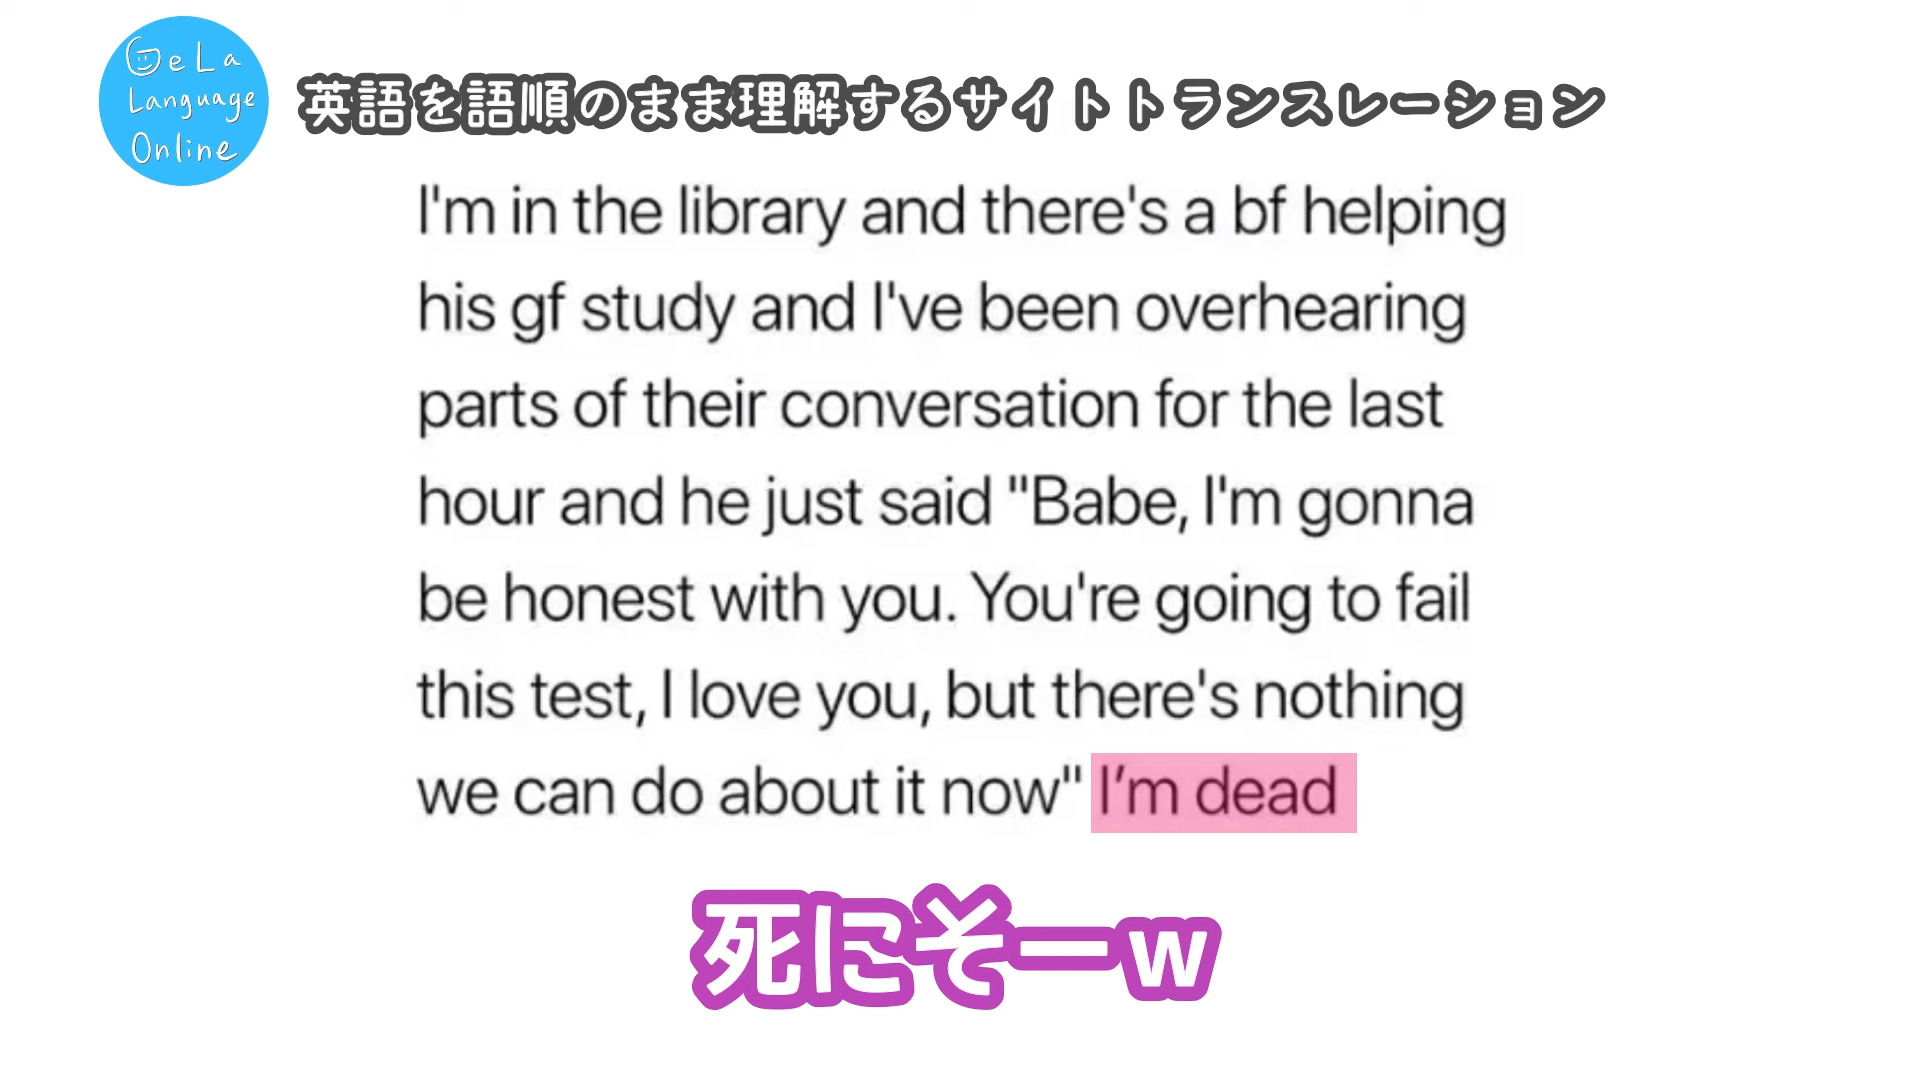 GeLa
Language
Online
英語を語順のまま理解するサイトトランスレーション
I'm in the library and there's a bf helping
his gf study and I've been overhearing
parts of their conversation for the last
hour and he just said "Babe, I'm gonna
be honest with you. You're going to fail
this test, I love you, but there's nothing
we can do about it now" I’m dead
死にそーw